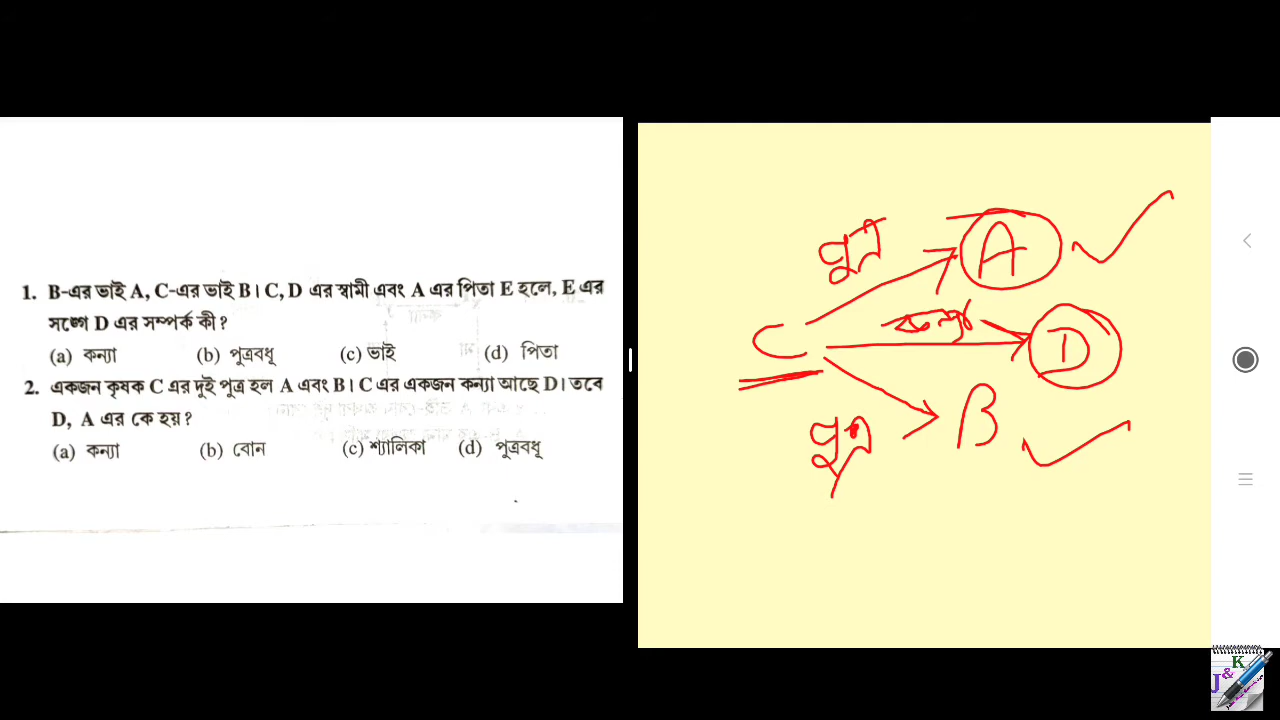 1. B-এর ভাই A, C-এর ভাই B। C, D এর স্বামী এবং A এর পিতা E হলে, E এর
সঙ্গে D এর সম্পর্ক কী?
(a) কন্যা (b) পুত্রবধূ (c) ভাই (d) পিতা
2. একজন কৃষক C এর দুই পুত্র হল A এবং B। C এর একজন কন্যা আছে D। তবে
D, A এর কে হয়?
(a) কন্যা (b) বোন (c) শ্যালিকা (d) পুত্রবধূ
পুত্র A
C কন্যা D
পুত্র B
J & K